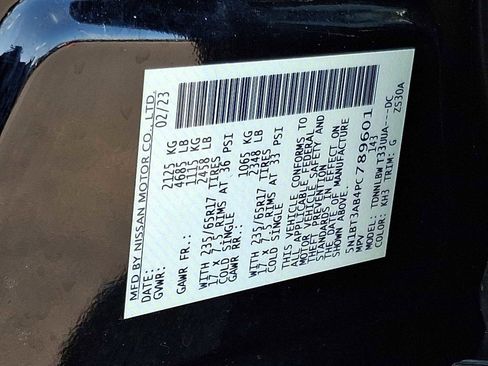 MFD BY NISSAN MOTOR CO., LTD.
DATE: 02/23
GVWR: 2125 KG
4685 LB
GAWR FR.: 1115 KG
2458 LB
WITH 235/65R17 TIRES
17 X 7.5 RIMS AT 36 PSI
COLD SINGLE
GAWR RR.: 1065 KG
2348 LB
WITH 235/65R17 TIRES
17 X 7.5 RIMS AT 33 PSI
COLD SINGLE
THIS VEHICLE CONFORMS TO
ALL APPLICABLE FEDERAL
MOTOR VEHICLE SAFETY AND
THEFT PREVENTION
STANDARDS IN EFFECT ON
THE DATE OF MANUFACTURE
SHOWN ABOVE.
5N1BT3AB4PC789601
MPV 143
MODEL: TDNNLBWT33UUA---DC
COLOR: KH3 TRIM: G ZS30A